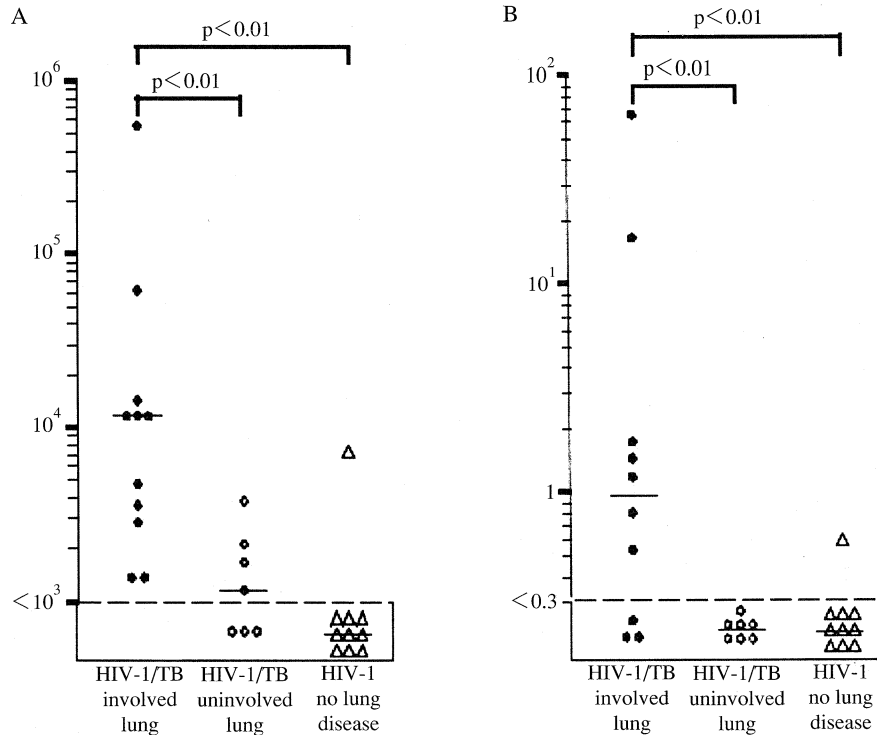 A
p<0.01
p<0.01
10^6
10^5
10^4
<10^3
HIV-1/TB
involved
lung
HIV-1/TB
uninvolved
lung
HIV-1
no lung
disease
B
p<0.01
p<0.01
10^2
10^1
1
<0.3
HIV-1/TB
involved
lung
HIV-1/TB
uninvolved
lung
HIV-1
no lung
disease